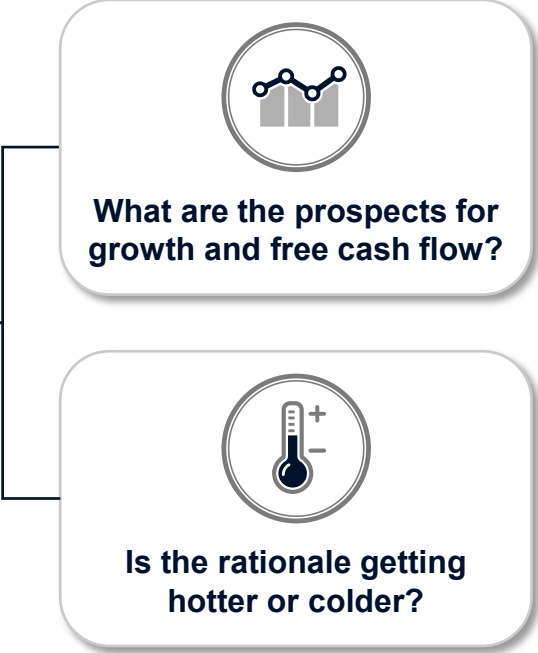 What are the prospects for
growth and free cash flow?
Is the rationale getting
hotter or colder?